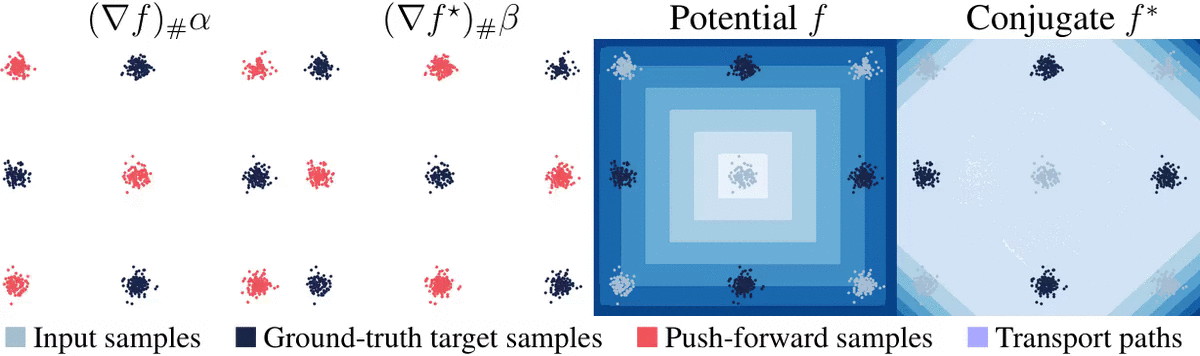 (∇f)#α (∇f⋆)#β Potential f Conjugate f*
Input samples Ground-truth target samples Push-forward samples Transport paths